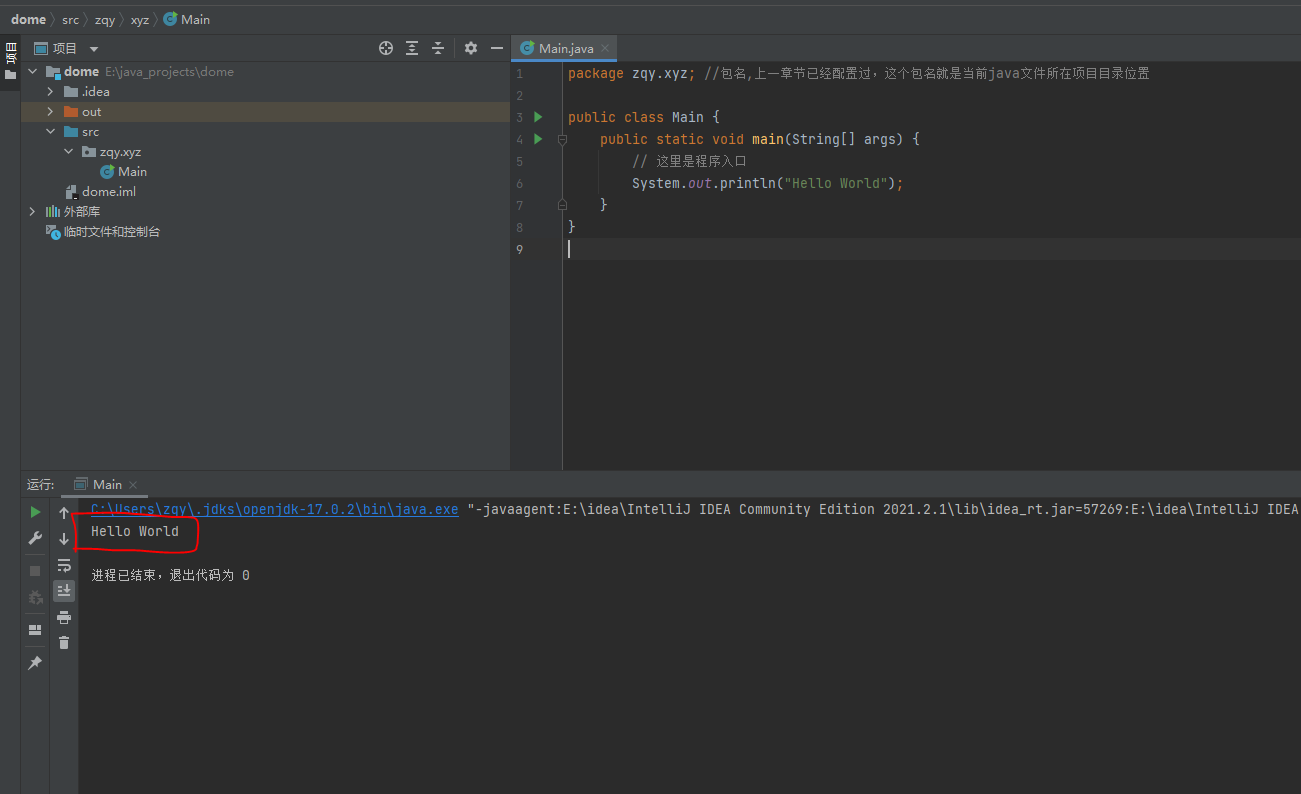 dome src zqy xyz Main
项目
项目
Main.java
dome E:\java_projects\dome
.idea
out
src
zqy.xyz
Main
dome.iml
外部库
临时文件和控制台
1 package zqy.xyz; //包名,上一章节已经配置过，这个包名就是当前java文件所在项目目录位置
2
3 public class Main {
4 public static void main(String[] args) {
5 // 这里是程序入口
6 System.out.println("Hello World");
7 }
8 }
9
运行: Main
C:\Users\zqy\.jdks\openjdk-17.0.2\bin\java.exe "-javaagent:E:\idea\IntelliJ IDEA Community Edition 2021.2.1\lib\idea_rt.jar=57269:E:\idea\IntelliJ IDEA
Hello World
进程已结束，退出代码为 0